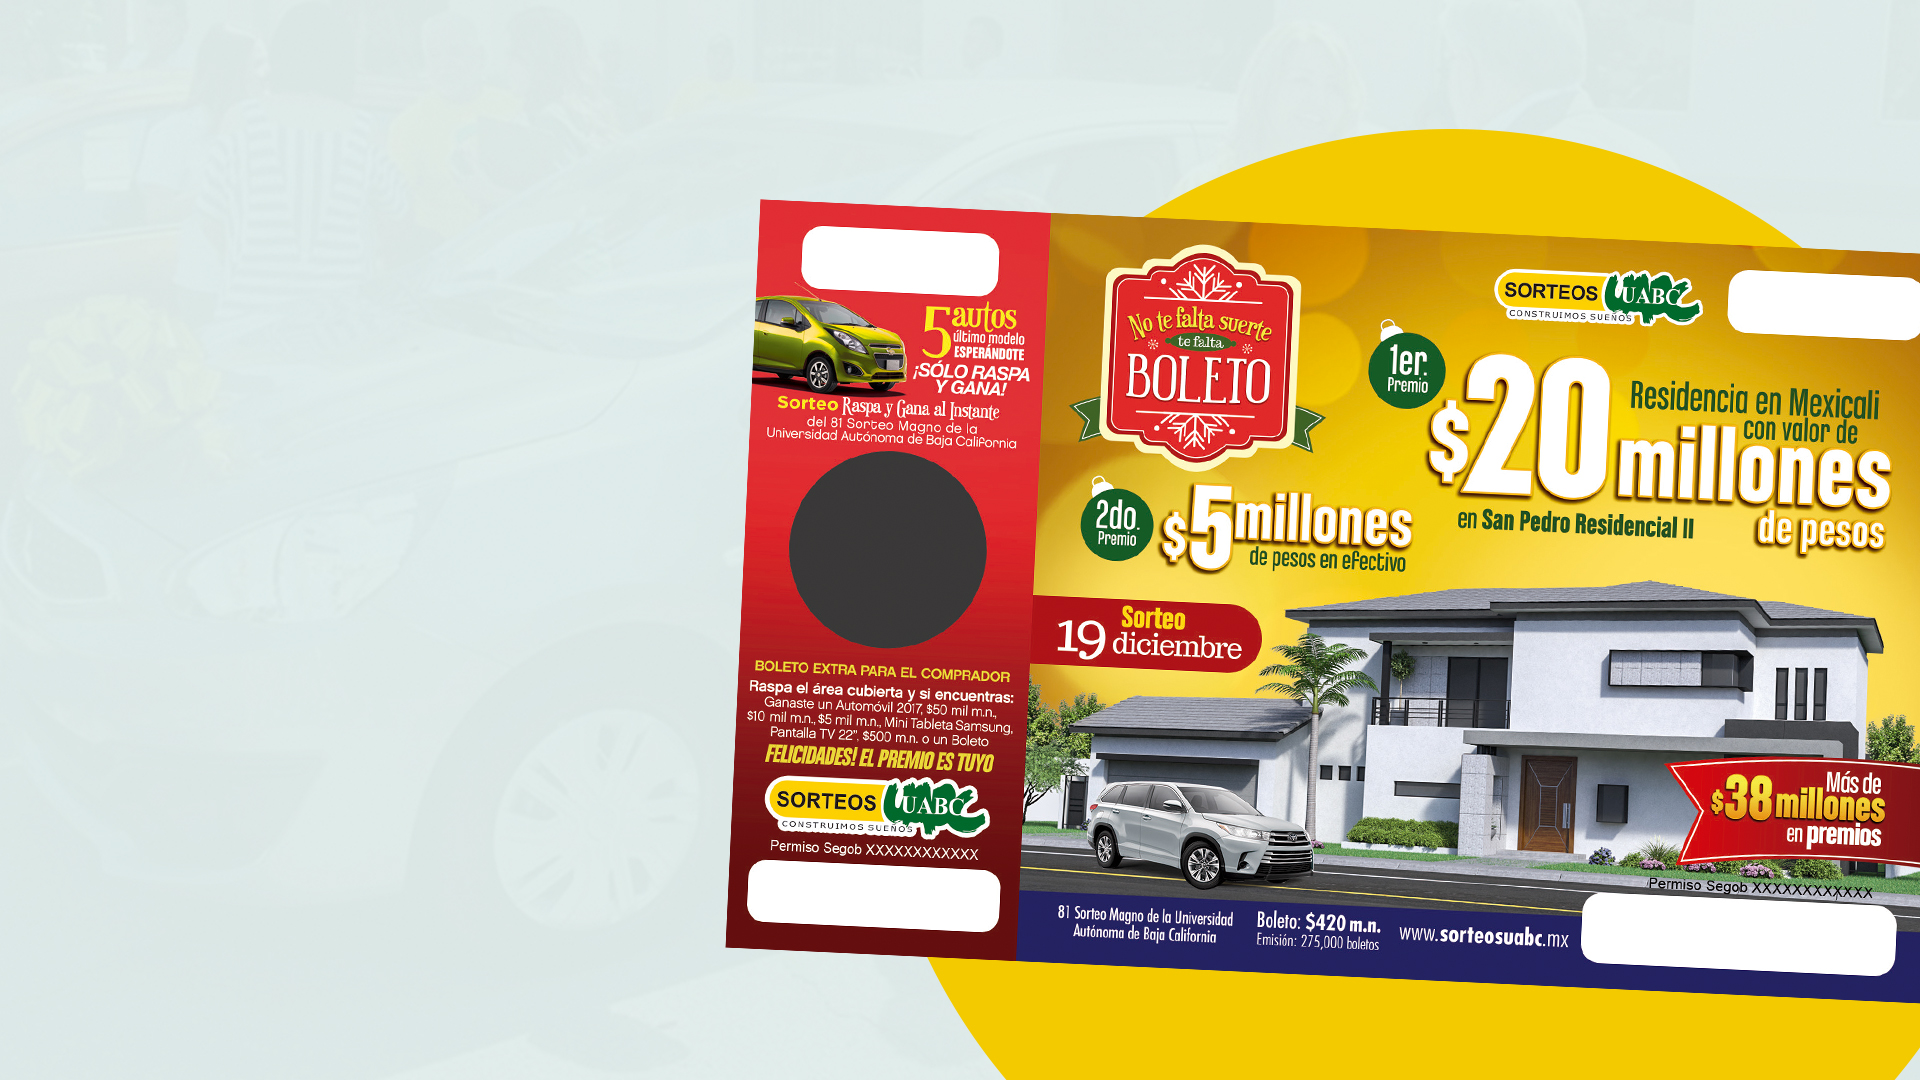 5 autos
último modelo
ESPERÁNDOTE
¡SÓLO RASPA
Y GANA!
Sorteo Raspa y Gana al Instante
del 81 Sorteo Magno de la
Universidad Autónoma de Baja California
BOLETO EXTRA PARA EL COMPRADOR
Raspa el área cubierta y si encuentras:
Ganaste un Automóvil 2017, $50 mil m.n.,
$10 mil m.n., $5 mil m.n., Mini Tableta Samsung,
Pantalla TV 22", $500 m.n. o un Boleto
FELICIDADES! EL PREMIO ES TUYO
SORTEOS UABC
CONSTRUIMOS SUEÑOS
Permiso Segob XXXXXXXXXXXX
No te falta suerte
te falta
BOLETO
SORTEOS UABC
CONSTRUIMOS SUEÑOS
1er.
Premio
$20 millones
de pesos
Residencia en Mexicali
con valor de
en San Pedro Residencial II
2do.
Premio
$5 millones
de pesos en efectivo
Sorteo
19 diciembre
Más de
$38 millones
en premios
Permiso Segob XXXXXXXXXXXX
81 Sorteo Magno de la Universidad
Autónoma de Baja California
Boleto: $420 m.n.
Emisión: 275,000 boletos
www.sorteosuabc.mx